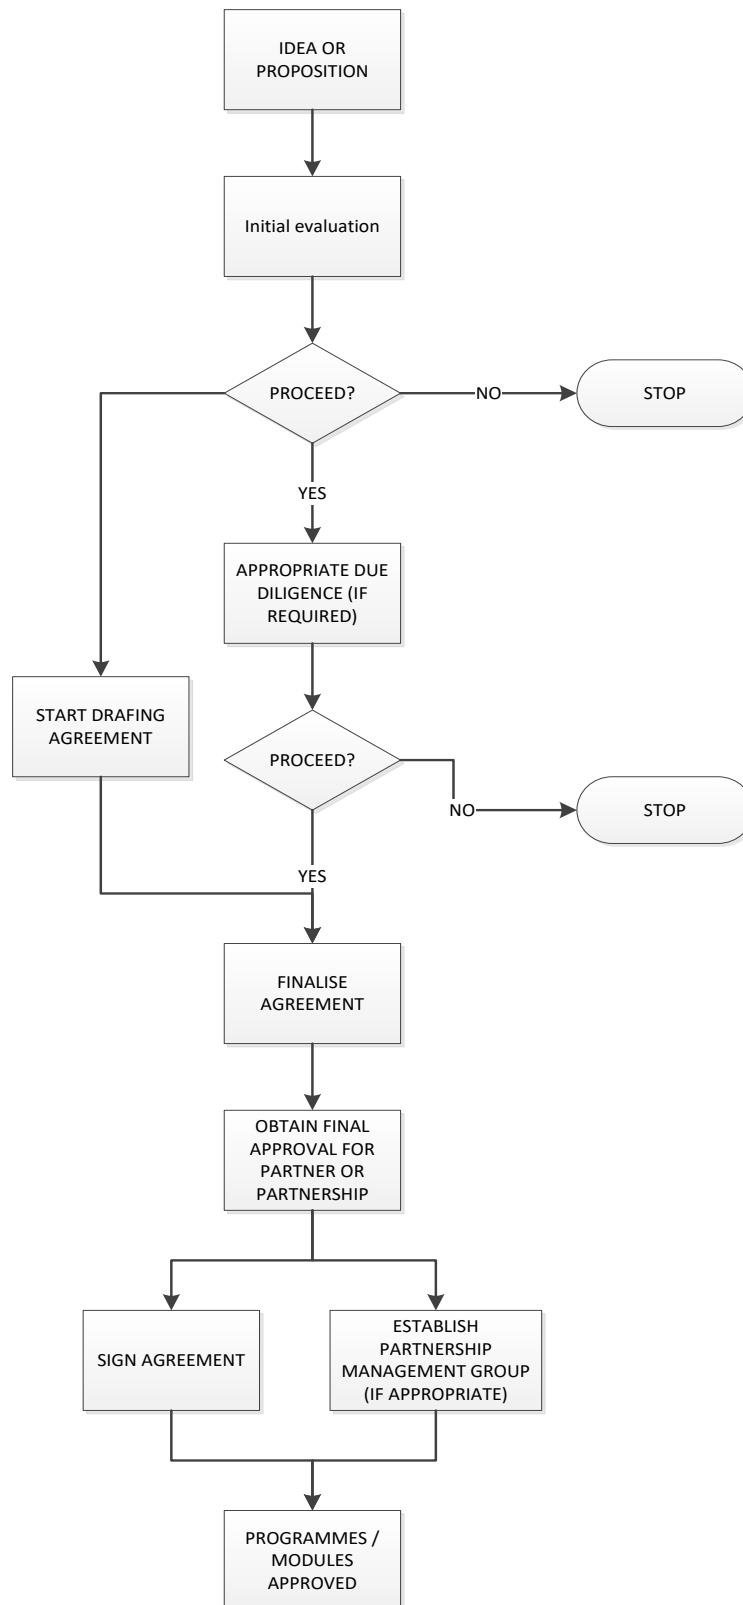 IDEA OR
PROPOSITION
Initial evaluation
PROCEED?
NO
STOP
YES
APPROPRIATE DUE
DILIGENCE (IF
REQUIRED)
START DRAFING
AGREEMENT
PROCEED?
NO
STOP
YES
FINALISE
AGREEMENT
OBTAIN FINAL
APPROVAL FOR
PARTNER OR
PARTNERSHIP
SIGN AGREEMENT
ESTABLISH
PARTNERSHIP
MANAGEMENT GROUP
(IF APPROPRIATE)
PROGRAMMES /
MODULES
APPROVED